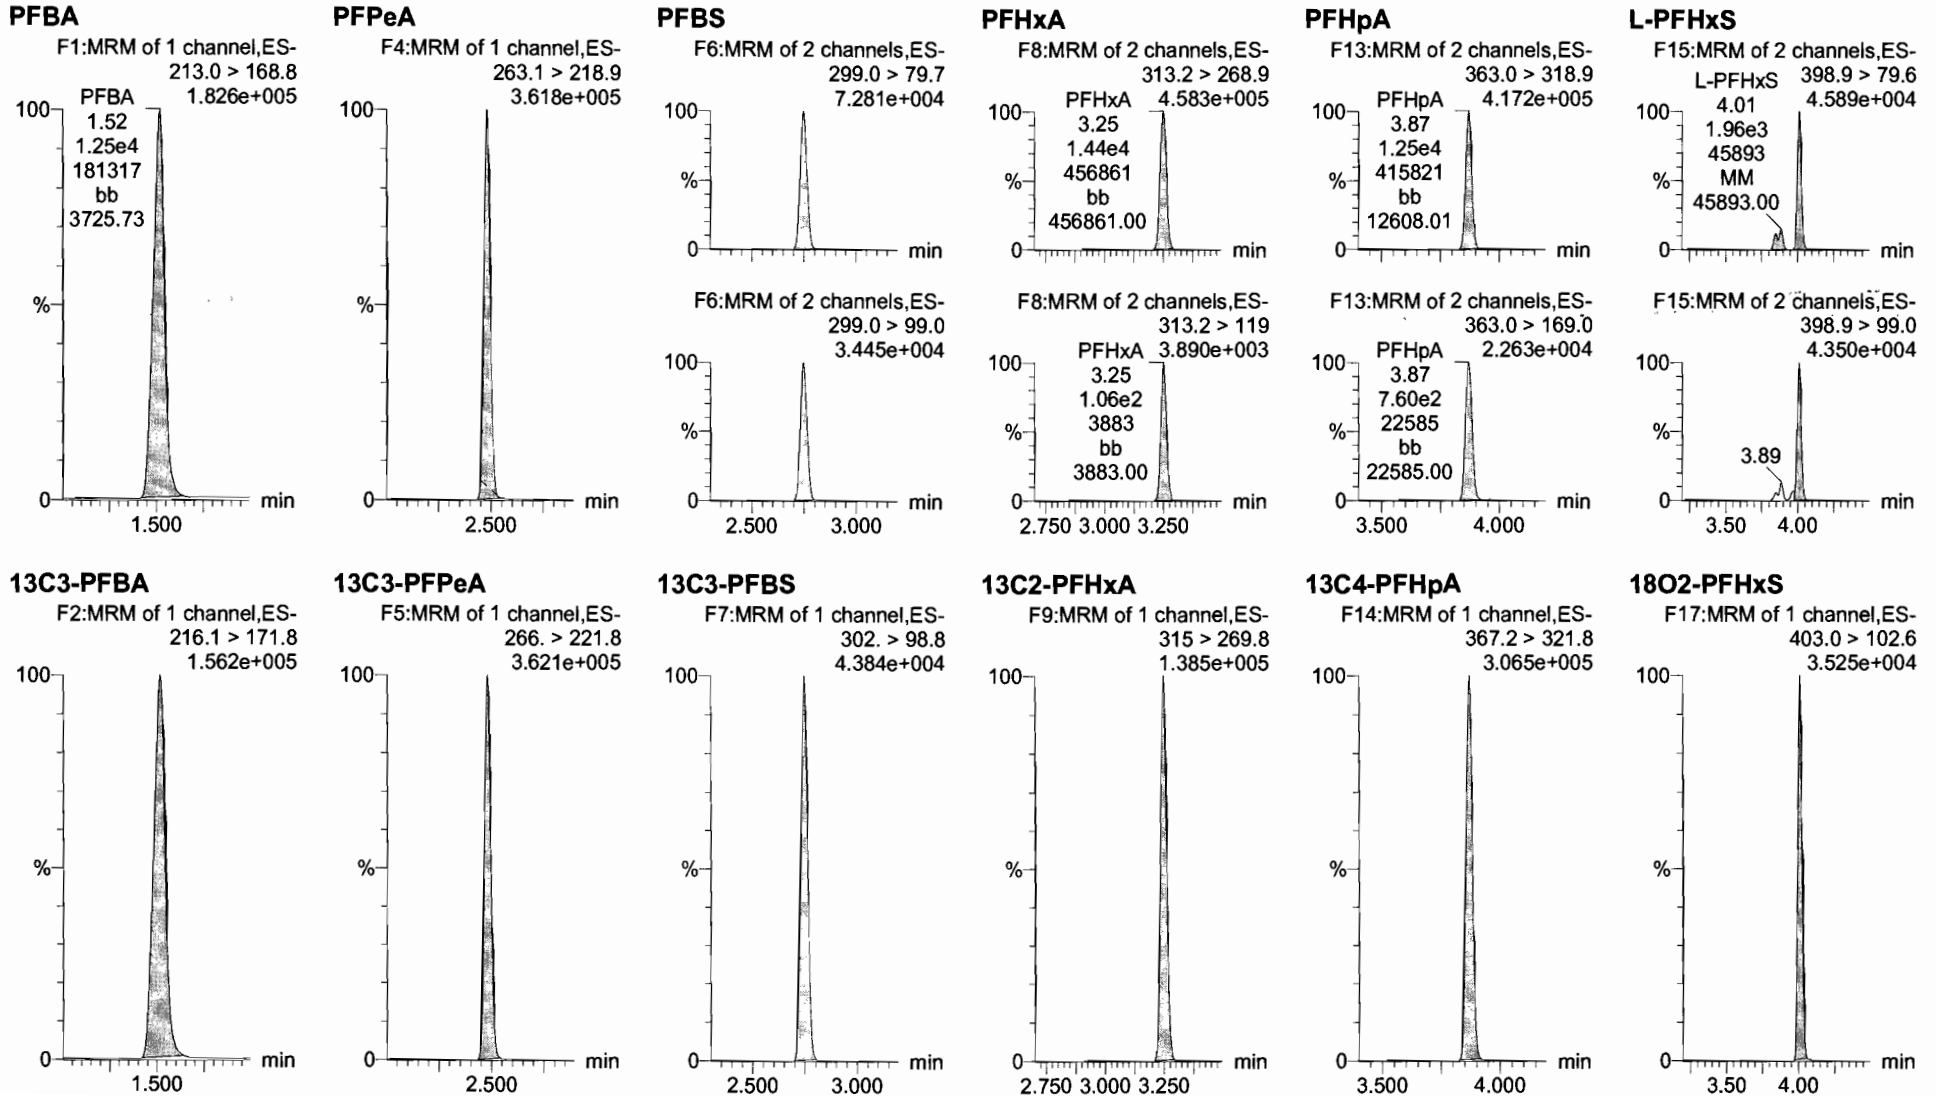 PFBA
F1:MRM of 1 channel,ES-
213.0 > 168.8
1.826e+005
PFBA
1.52
1.25e4
181317
bb
3725.73
100
%
0
min
1.500
PFPeA
F4:MRM of 1 channel,ES-
263.1 > 218.9
3.618e+005
100
%
0
min
2.500
PFBS
F6:MRM of 2 channels,ES-
299.0 > 79.7
7.281e+004
100
%
0
min
F6:MRM of 2 channels,ES-
299.0 > 99.0
3.445e+004
100
%
0
min
2.500 3.000
PFHxA
F8:MRM of 2 channels,ES-
313.2 > 268.9
4.583e+005
PFHxA
3.25
1.44e4
456861
bb
456861.00
100
%
0
min
F8:MRM of 2 channels,ES-
313.2 > 119
3.890e+003
PFHxA
3.25
1.06e2
3883
bb
3883.00
100
%
0
min
2.750 3.000 3.250
PFHpA
F13:MRM of 2 channels,ES-
363.0 > 318.9
4.172e+005
PFHpA
3.87
1.25e4
415821
bb
12608.01
100
%
0
min
F13:MRM of 2 channels,ES-
363.0 > 169.0
2.263e+004
PFHpA
3.87
7.60e2
22585
bb
22585.00
100
%
0
min
3.500 4.000
L-PFHxS
F15:MRM of 2 channels,ES-
398.9 > 79.6
4.589e+004
L-PFHxS
4.01
1.96e3
45893
MM
45893.00
100
%
0
min
F15:MRM of 2 channels,ES-
398.9 > 99.0
4.350e+004
100
3.89
%
0
min
3.50 4.00
13C3-PFBA
F2:MRM of 1 channel,ES-
216.1 > 171.8
1.562e+005
100
%
0
min
1.500
13C3-PFPeA
F5:MRM of 1 channel,ES-
266. > 221.8
3.621e+005
100
%
0
min
2.500
13C3-PFBS
F7:MRM of 1 channel,ES-
302. > 98.8
4.384e+004
100
%
0
min
2.500 3.000
13C2-PFHxA
F9:MRM of 1 channel,ES-
315 > 269.8
1.385e+005
100
%
0
min
2.750 3.000 3.250
13C4-PFHpA
F14:MRM of 1 channel,ES-
367.2 > 321.8
3.065e+005
100
%
0
min
3.500 4.000
18O2-PFHxS
F17:MRM of 1 channel,ES-
403.0 > 102.6
3.525e+004
100
%
0
min
3.50 4.00